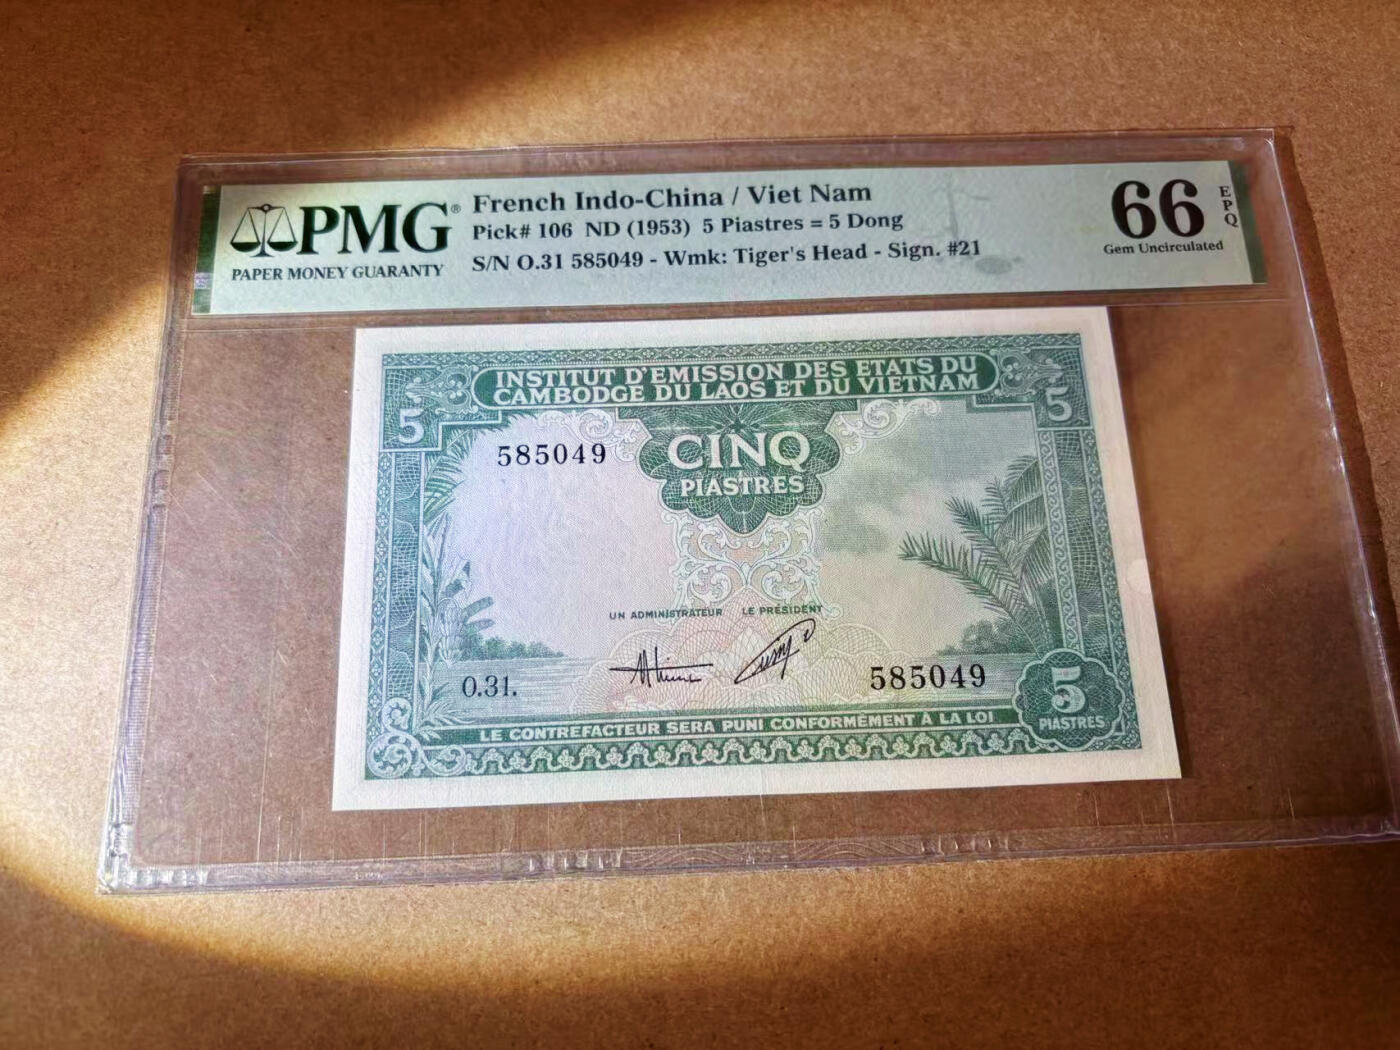 PMG®
PAPER MONEY GUARANTY
French Indo-China / Viet Nam
Pick# 106 ND (1953) 5 Piastres = 5 Dong
S/N O.31 585049 - Wmk: Tiger's Head - Sign. #21
66
EPQ
Gem Uncirculated
INSTITUT D'EMISSION DES ETATS DU
CAMBODGE DU LAOS ET DU VIETNAM
5
5
585049
CINQ
PIASTRES
UN ADMINISTRATEUR LE PRÉSIDENT
O.31.
585049
5
PIASTRES
LE CONTREFACTEUR SERA PUNI CONFORMÉMENT À LA LOI